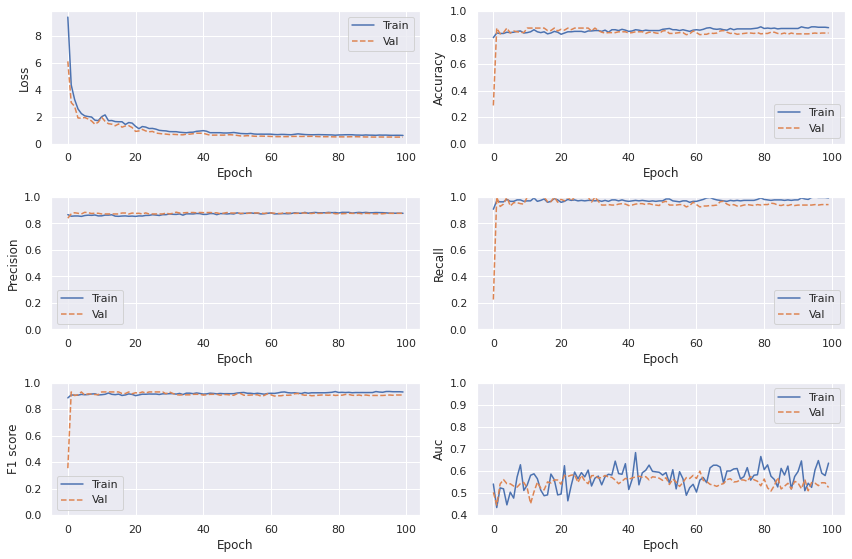 Loss
8
6
4
2
0
0 20 40 60 80 100
Epoch
Train
Val
Accuracy
1.0
0.8
0.6
0.4
0.2
0.0
0 20 40 60 80 100
Epoch
Train
Val
Precision
1.0
0.8
0.6
0.4
0.2
0.0
0 20 40 60 80 100
Epoch
Train
Val
Recall
1.0
0.8
0.6
0.4
0.2
0.0
0 20 40 60 80 100
Epoch
Train
Val
F1 score
1.0
0.8
0.6
0.4
0.2
0.0
0 20 40 60 80 100
Epoch
Train
Val
Auc
1.0
0.9
0.8
0.7
0.6
0.5
0.4
0 20 40 60 80 100
Epoch
Train
Val